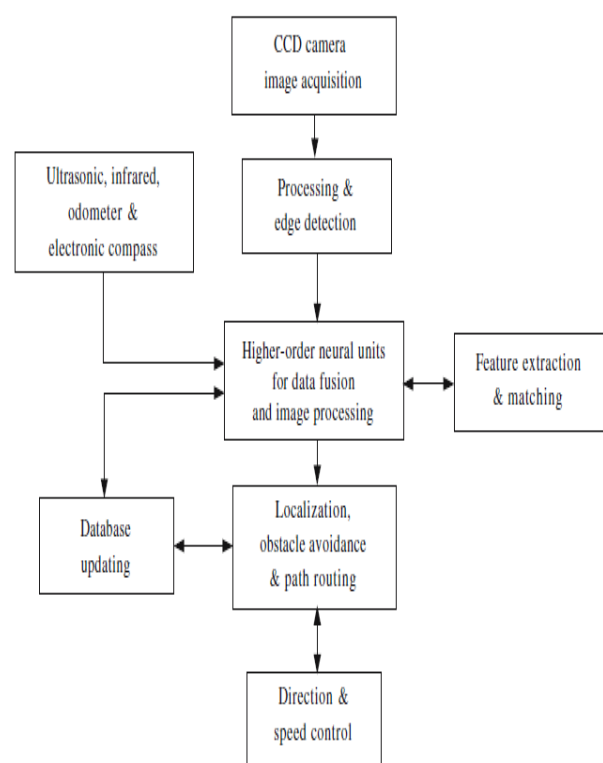 CCD camera
image acquisition
Ultrasonic, infrared,
odometer &
electronic compass
Processing &
edge detection
Higher-order neural units
for data fusion
and image processing
Feature extraction
& matching
Database
updating
Localization,
obstacle avoidance
& path routing
Direction &
speed control